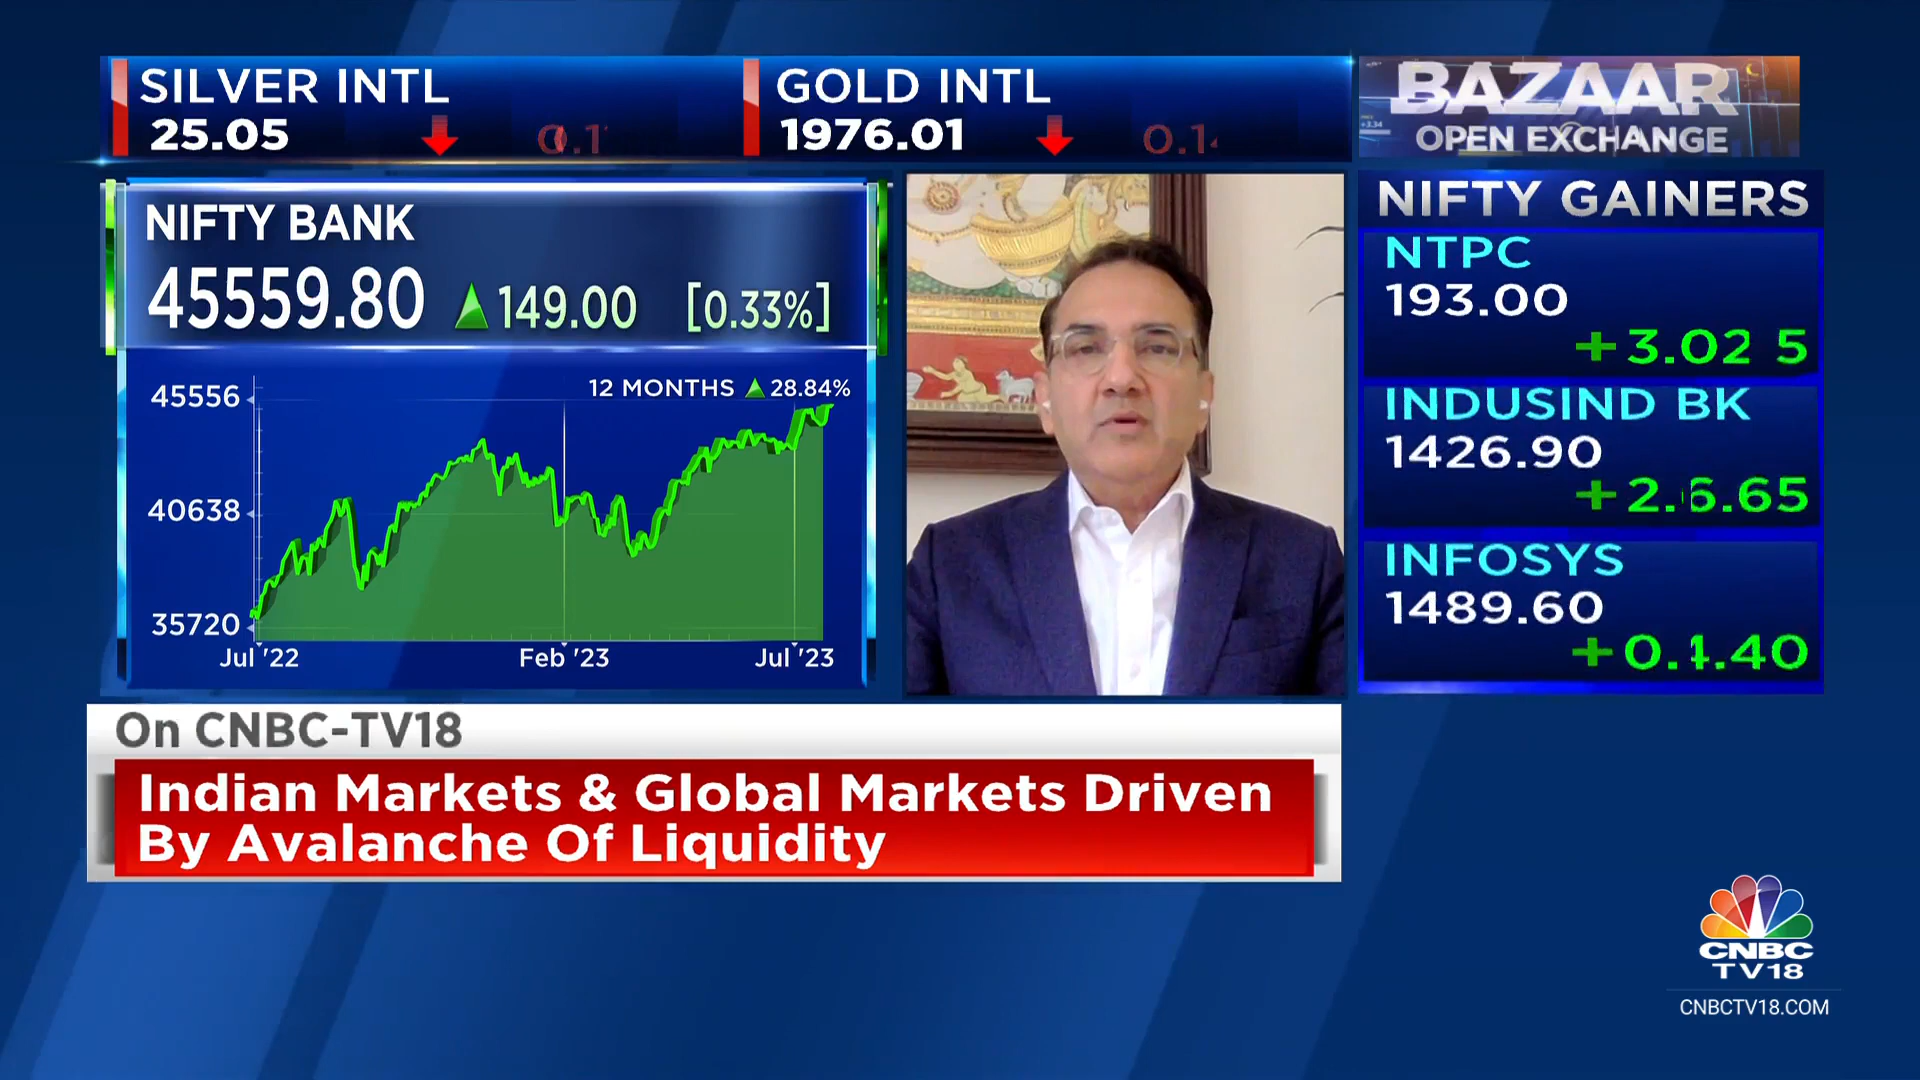 SILVER INTL
25.05
GOLD INTL
1976.01
BAZAAR
OPEN EXCHANGE
NIFTY BANK
45559.80 ▲ 149.00 [0.33%]
12 MONTHS ▲ 28.84%
45556
40638
35720
Jul '22 Feb '23 Jul '23
NIFTY GAINERS
NTPC
193.00
INDUSIND BK
1426.90
INFOSYS
1489.60
On CNBC-TV18
Indian Markets & Global Markets Driven
By Avalanche Of Liquidity
CNBC
TV18
CNBCTV18.COM